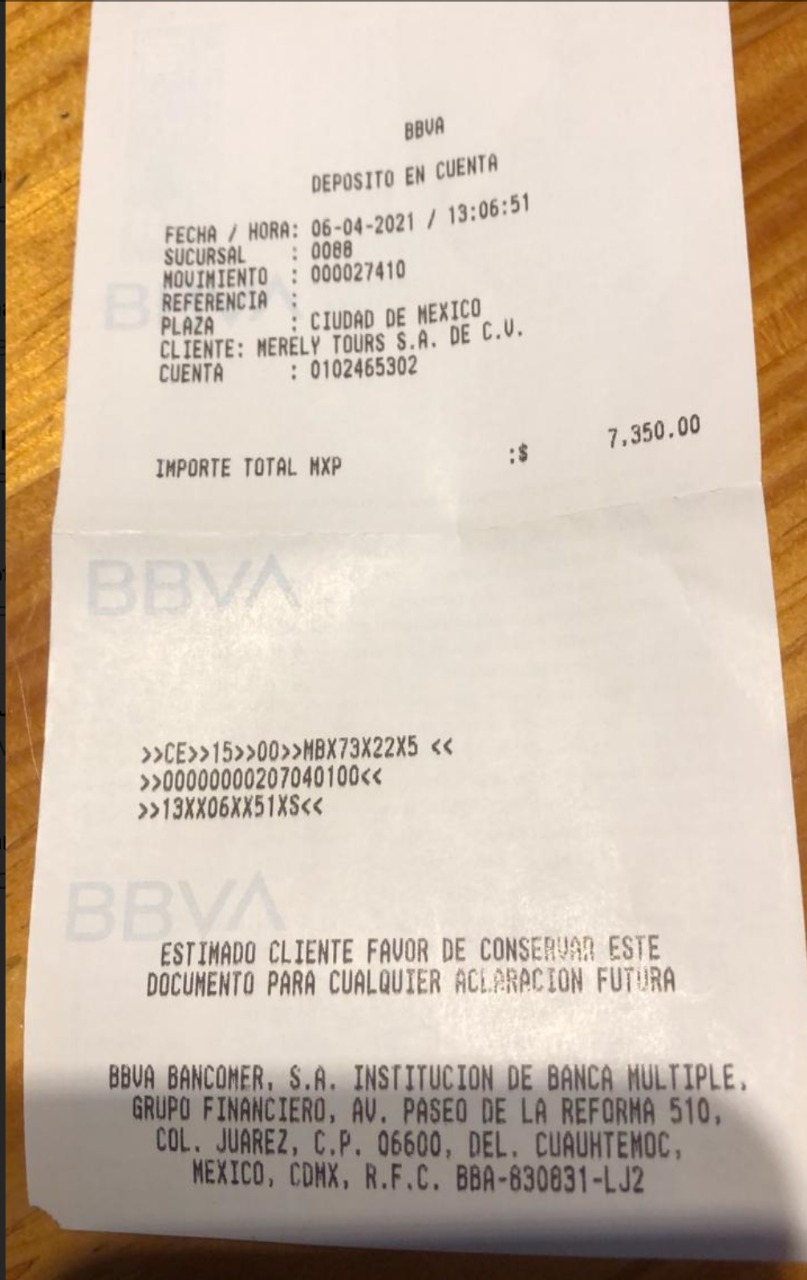 BBVA
DEPOSITO EN CUENTA
FECHA / HORA: 06-04-2021 / 13:06:51
SUCURSAL : 0088
MOVIMIENTO : 000027410
REFERENCIA :
PLAZA : CIUDAD DE MEXICO
CLIENTE: MERELY TOURS S.A. DE C.V.
CUENTA : 0102465302
IMPORTE TOTAL MXP :$ 7,350.00
BBVA
>>CE>>15>>00>>MBX73X22X5 <<
>>00000000207040100<<
>>13XX06XX51XS<<
BBVA
ESTIMADO CLIENTE FAVOR DE CONSERVAR ESTE
DOCUMENTO PARA CUALQUIER ACLARACION FUTURA
BBVA BANCOMER, S.A. INSTITUCION DE BANCA MULTIPLE,
GRUPO FINANCIERO, AV. PASEO DE LA REFORMA 510,
COL. JUAREZ, C.P. 06600, DEL. CUAUHTEMOC,
MEXICO, CDMX, R.F.C. BBA-830831-LJ2